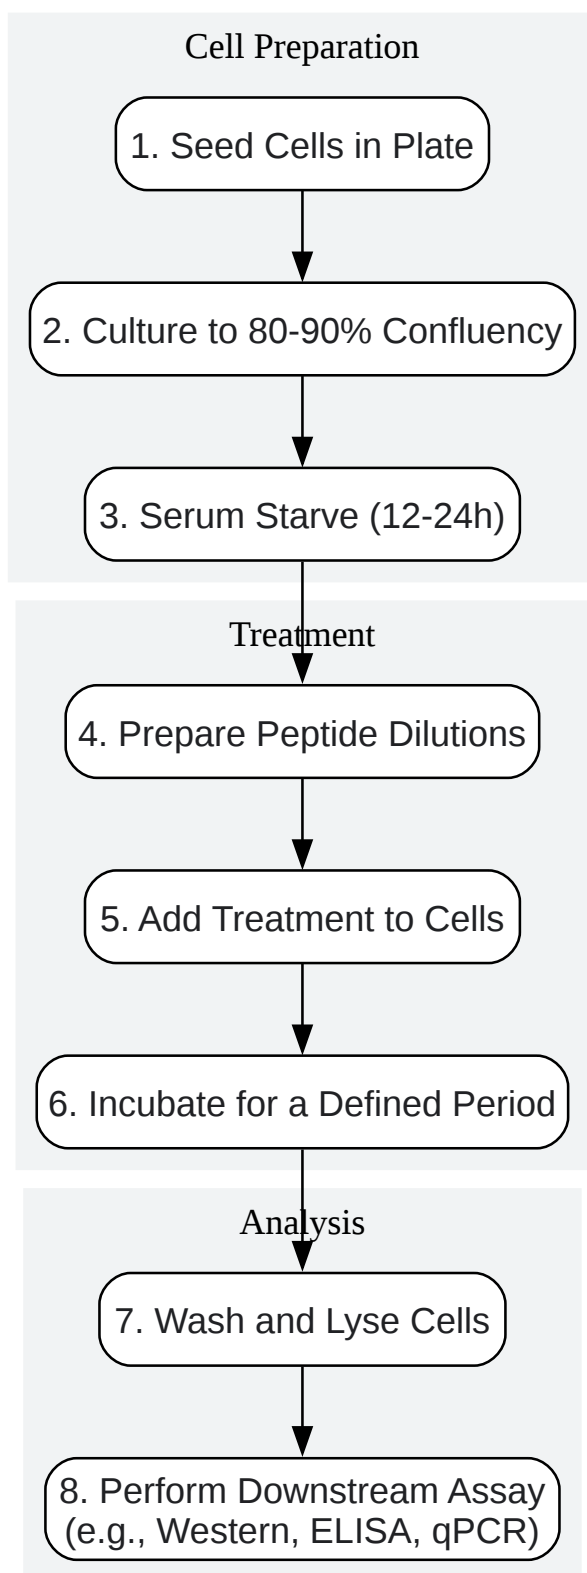 Cell Preparation
1. Seed Cells in Plate
2. Culture to 80-90% Confluency
3. Serum Starve (12-24h)
Treatment
4. Prepare Peptide Dilutions
5. Add Treatment to Cells
6. Incubate for a Defined Period
Analysis
7. Wash and Lyse Cells
8. Perform Downstream Assay
(e.g., Western, ELISA, qPCR)